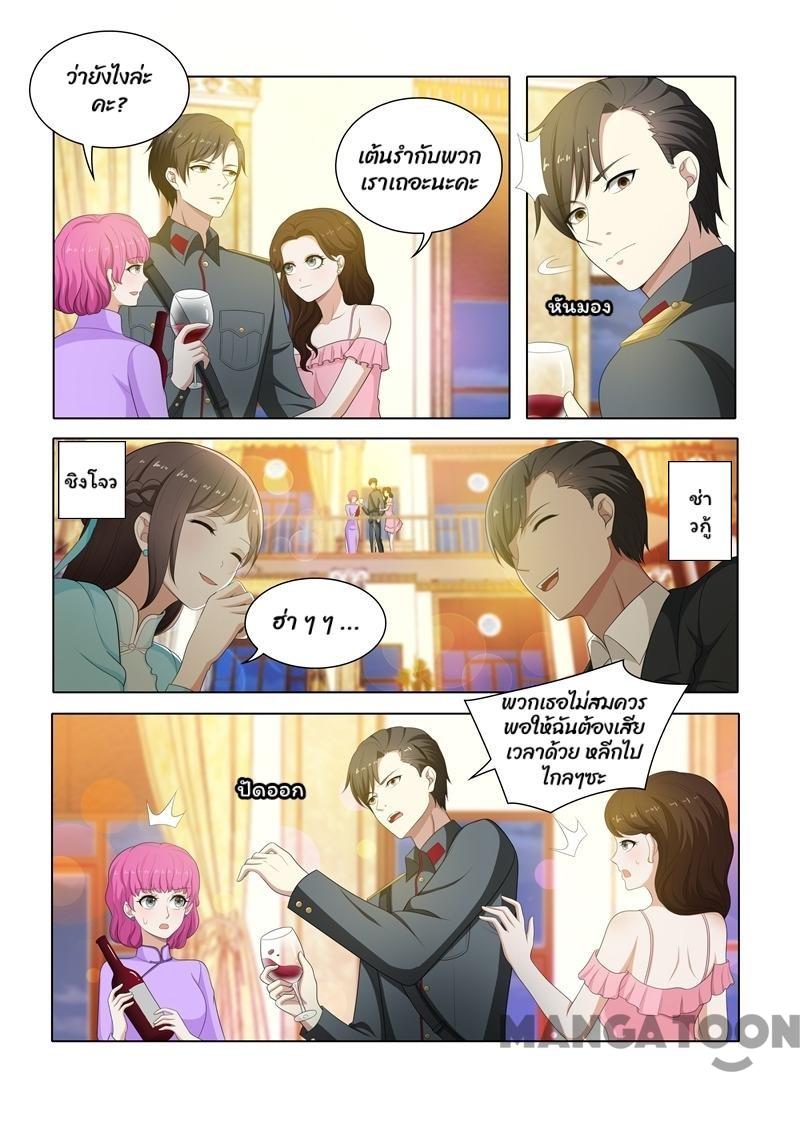 ว่ายังไงล่ะ
คะ?
เต้นรำกับพวก
เราเถอะนะคะ
หันมอง
ชิงโจว
ช่า
วกู้
ฮ่า ๆ ๆ ...
พวกเธอไม่สมควร
พอให้ฉันต้องเสีย
เวลาด้วย หลีกไป
ไกลๆซะ
ปัดออก
MANGATOON